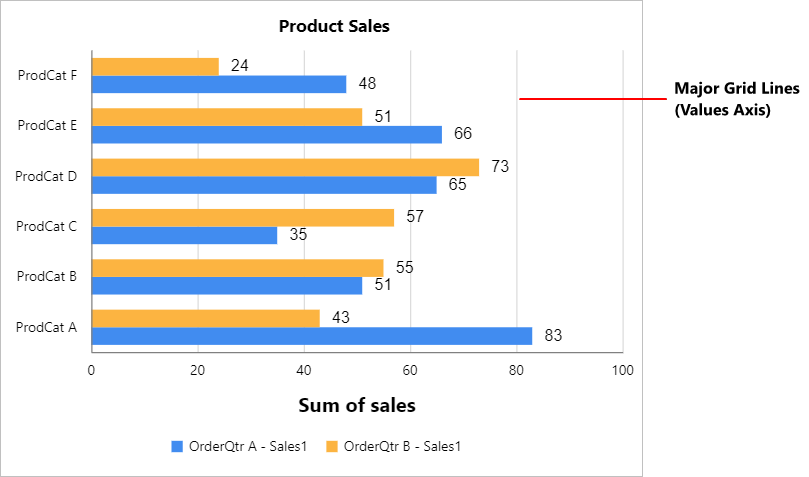 Product Sales
ProdCat F
24
48
Major Grid Lines
(Values Axis)
ProdCat E
51
66
ProdCat D
73
65
ProdCat C
57
35
ProdCat B
55
51
ProdCat A
43
83
0 20 40 60 80 100
Sum of sales
OrderQtr A - Sales1 OrderQtr B - Sales1